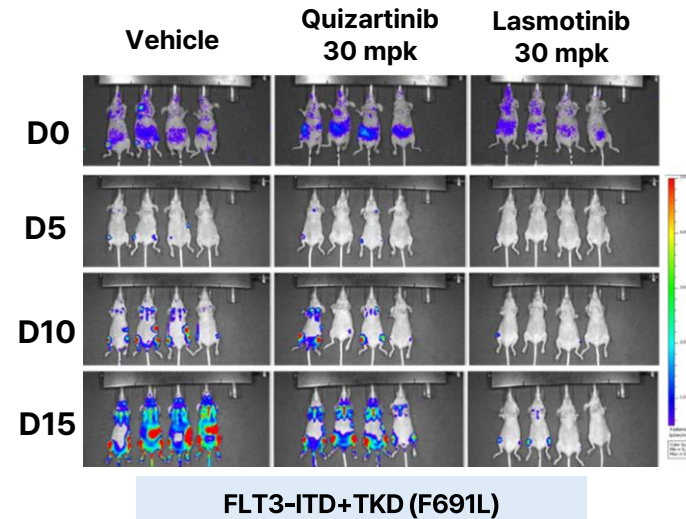 Vehicle
Quizartinib
30 mpk
Lasmotinib
30 mpk
D0
D5
D10
D15
FLT3-ITD+TKD (F691L)